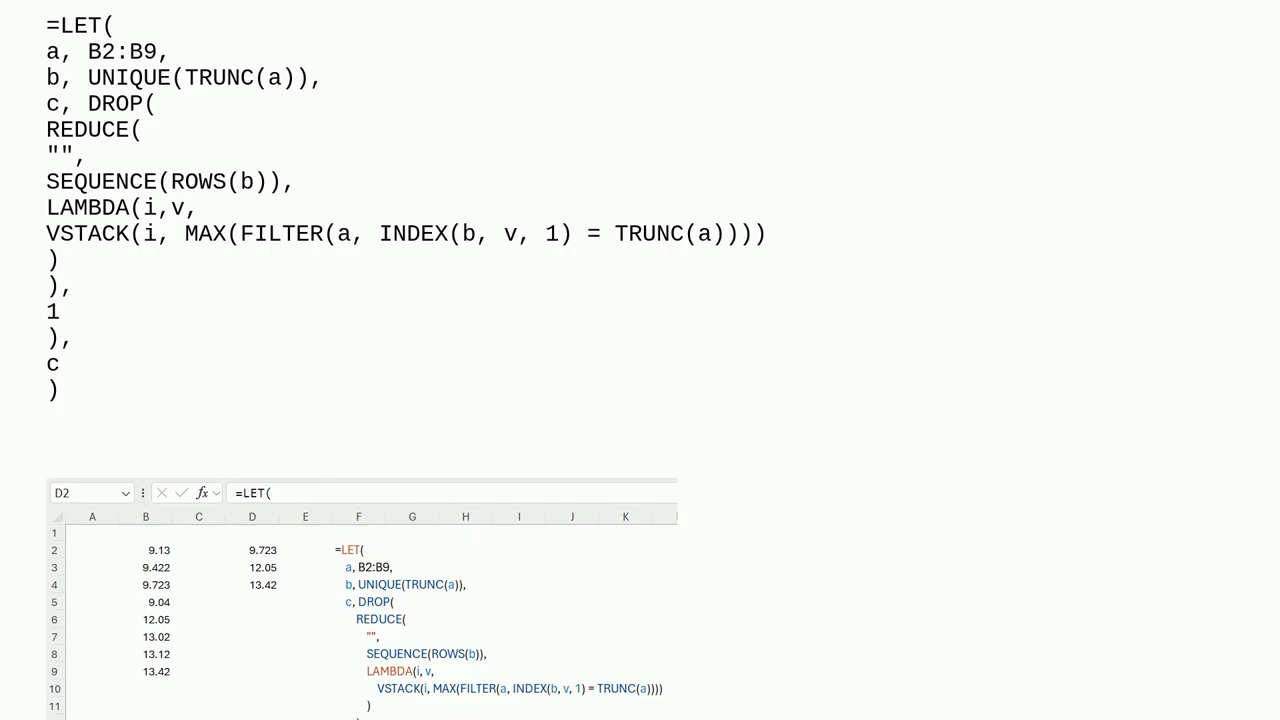 =LET(
a, B2:B9,
b, UNIQUE(TRUNC(a)),
c, DROP(
REDUCE(
"",
SEQUENCE(ROWS(b)),
LAMBDA(i,v,
VSTACK(i, MAX(FILTER(a, INDEX(b, v, 1) = TRUNC(a))))
)
),
1
),
c
)
D2 fx =LET(
A B C D E F G H I J K
1
2 9.13 9.723 =LET(
3 9.422 12.05 a, B2:B9,
4 9.723 13.42 b, UNIQUE(TRUNC(a)),
5 9.04 c, DROP(
6 12.05 REDUCE(
7 13.02 "",
8 13.12 SEQUENCE(ROWS(b)),
9 13.42 LAMBDA(i, v,
10 VSTACK(i, MAX(FILTER(a, INDEX(b, v, 1) = TRUNC(a))))
11 )